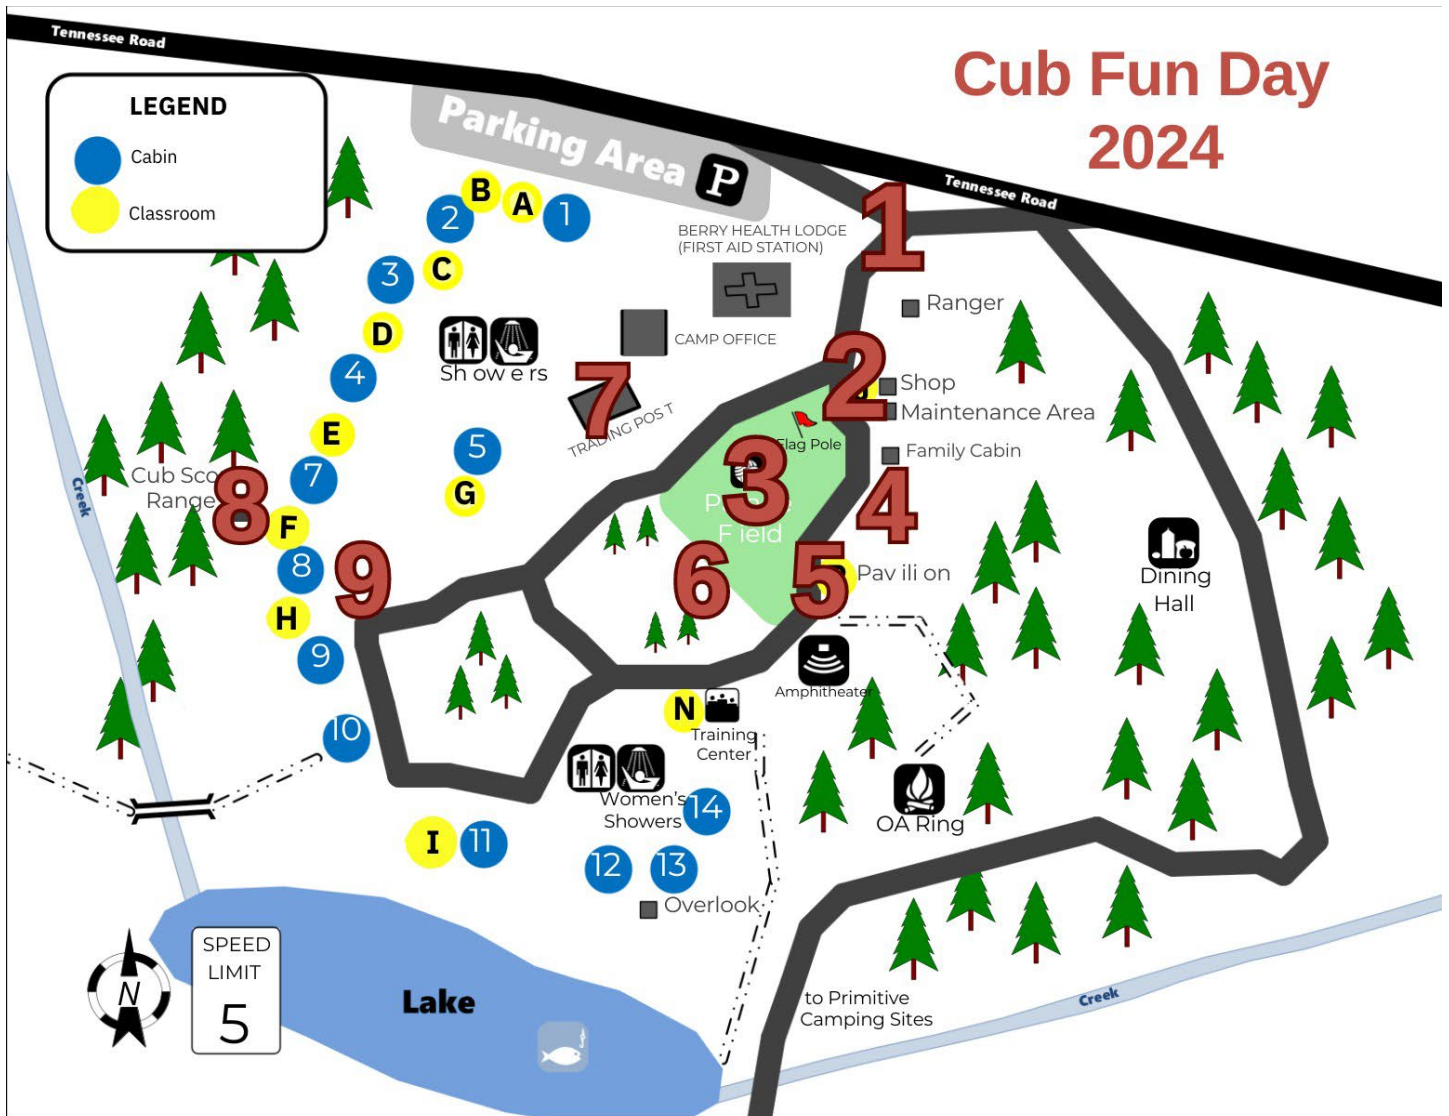 Tennessee Road
Cub Fun Day
2024
LEGEND
Cabin
Classroom
Parking Area P
Tennessee Road
B
A
1
2
1
BERRY HEALTH LODGE
(FIRST AID STATION)
C
3
Ranger
D
CAMP OFFICE
Showers
2
4
7
Shop
Maintenance Area
TRADING POST
Flag Pole
E
5
Family Cabin
3
Cub
Range
7
G
Creek
8
4
F
Field
8
9
6
5
Pavilion
Dining
Hall
H
9
Amphitheater
N
Training
Center
10
Women's
Showers
14
OA Ring
I
11
12
13
Overlook
SPEED
LIMIT
5
N
Lake
to Primitive
Camping Sites
Creek